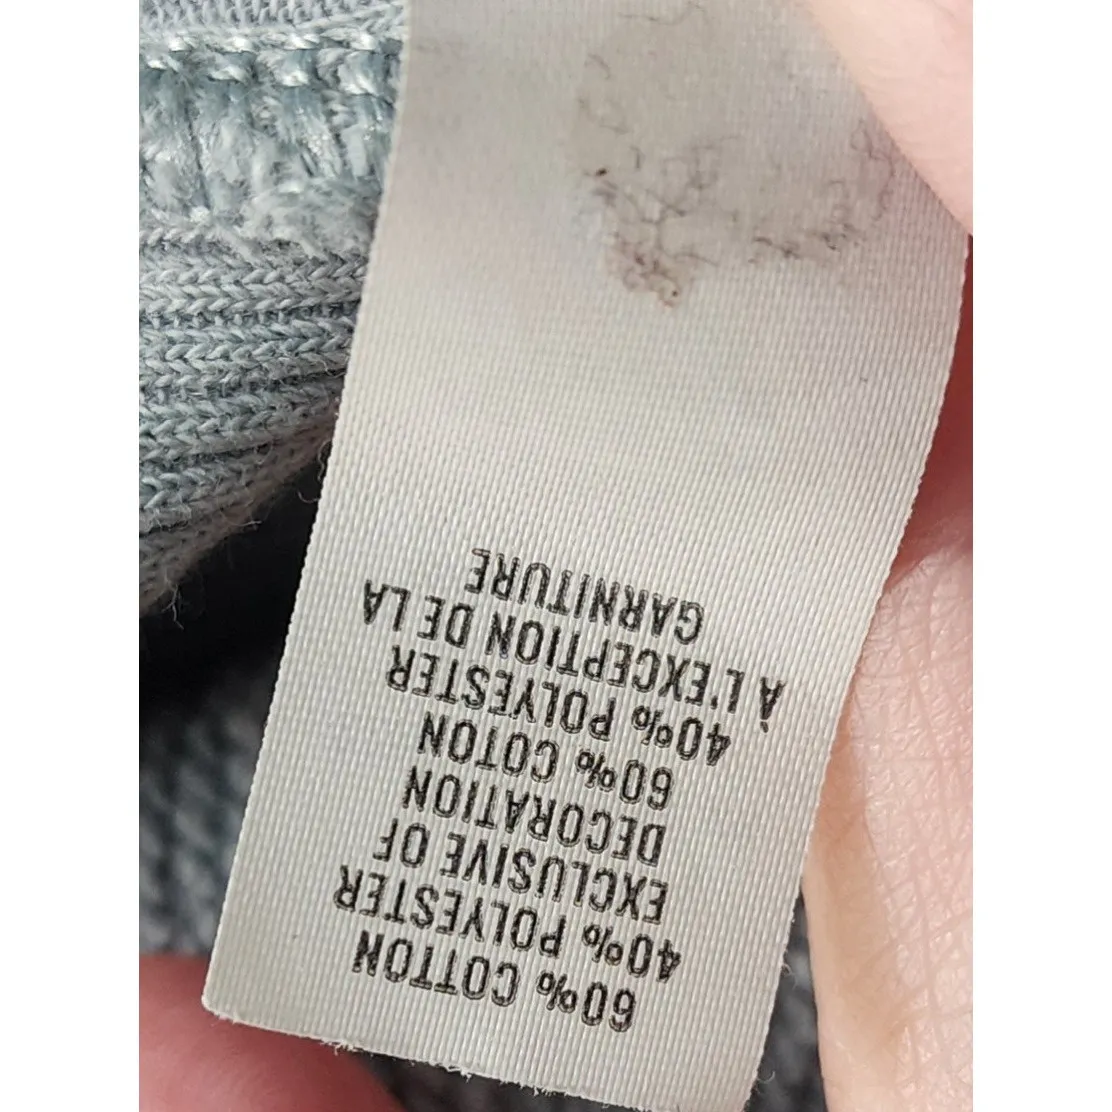 60% COTTON
40% POLYESTER
EXCLUSIVE OF
DECORATION
60% COTON
40% POLYESTER
À L'EXCEPTION DE LA
GARNITURE